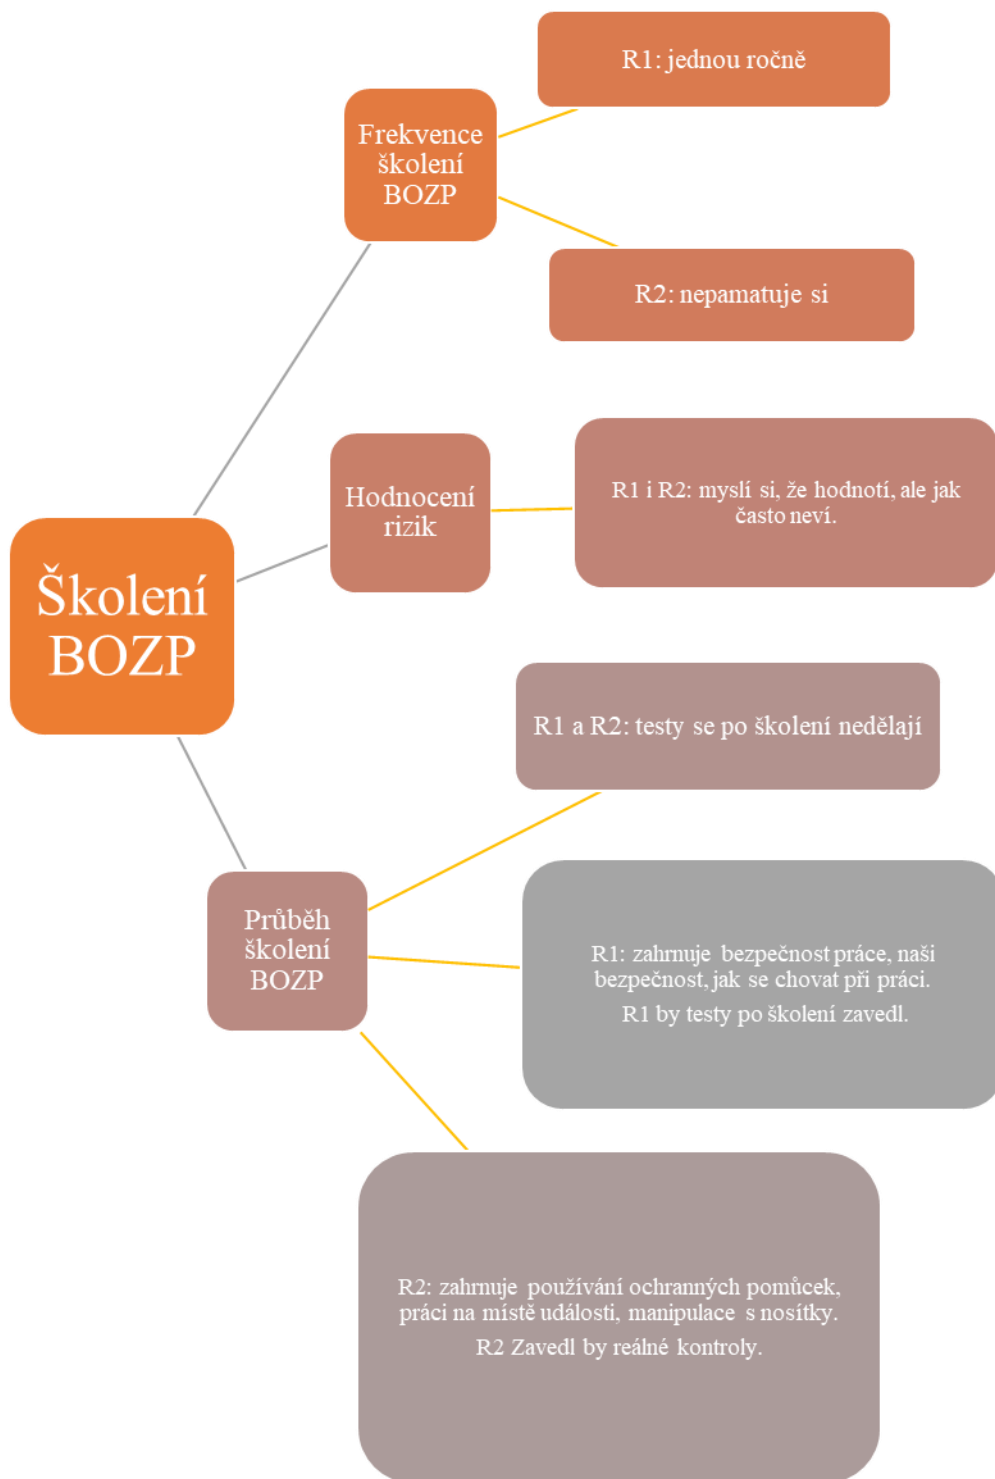 R1: jednou ročně
Frekvence
školení
BOZP
R2: nepamatuje si
Hodnocení
rizik
R1 i R2: myslí si, že hodnotí, ale jak
často neví.
Školení
BOZP
R1 a R2: testy se po školení nedělají
Průběh
školení
BOZP
R1: zahrnuje bezpečnost práce, naši
bezpečnost, jak se chovat při práci.
R1 by testy po školení zavedl.
R2: zahrnuje používání ochranných pomůcek,
práci na místě události, manipulace s nosítky.
R2 Zavedl by reálné kontroly.